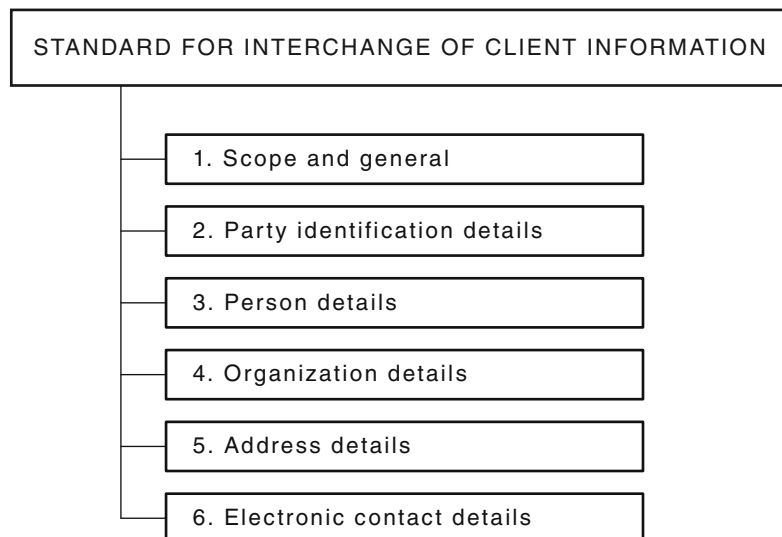 STANDARD FOR INTERCHANGE OF CLIENT INFORMATION
1. Scope and general
2. Party identification details
3. Person details
4. Organization details
5. Address details
6. Electronic contact details